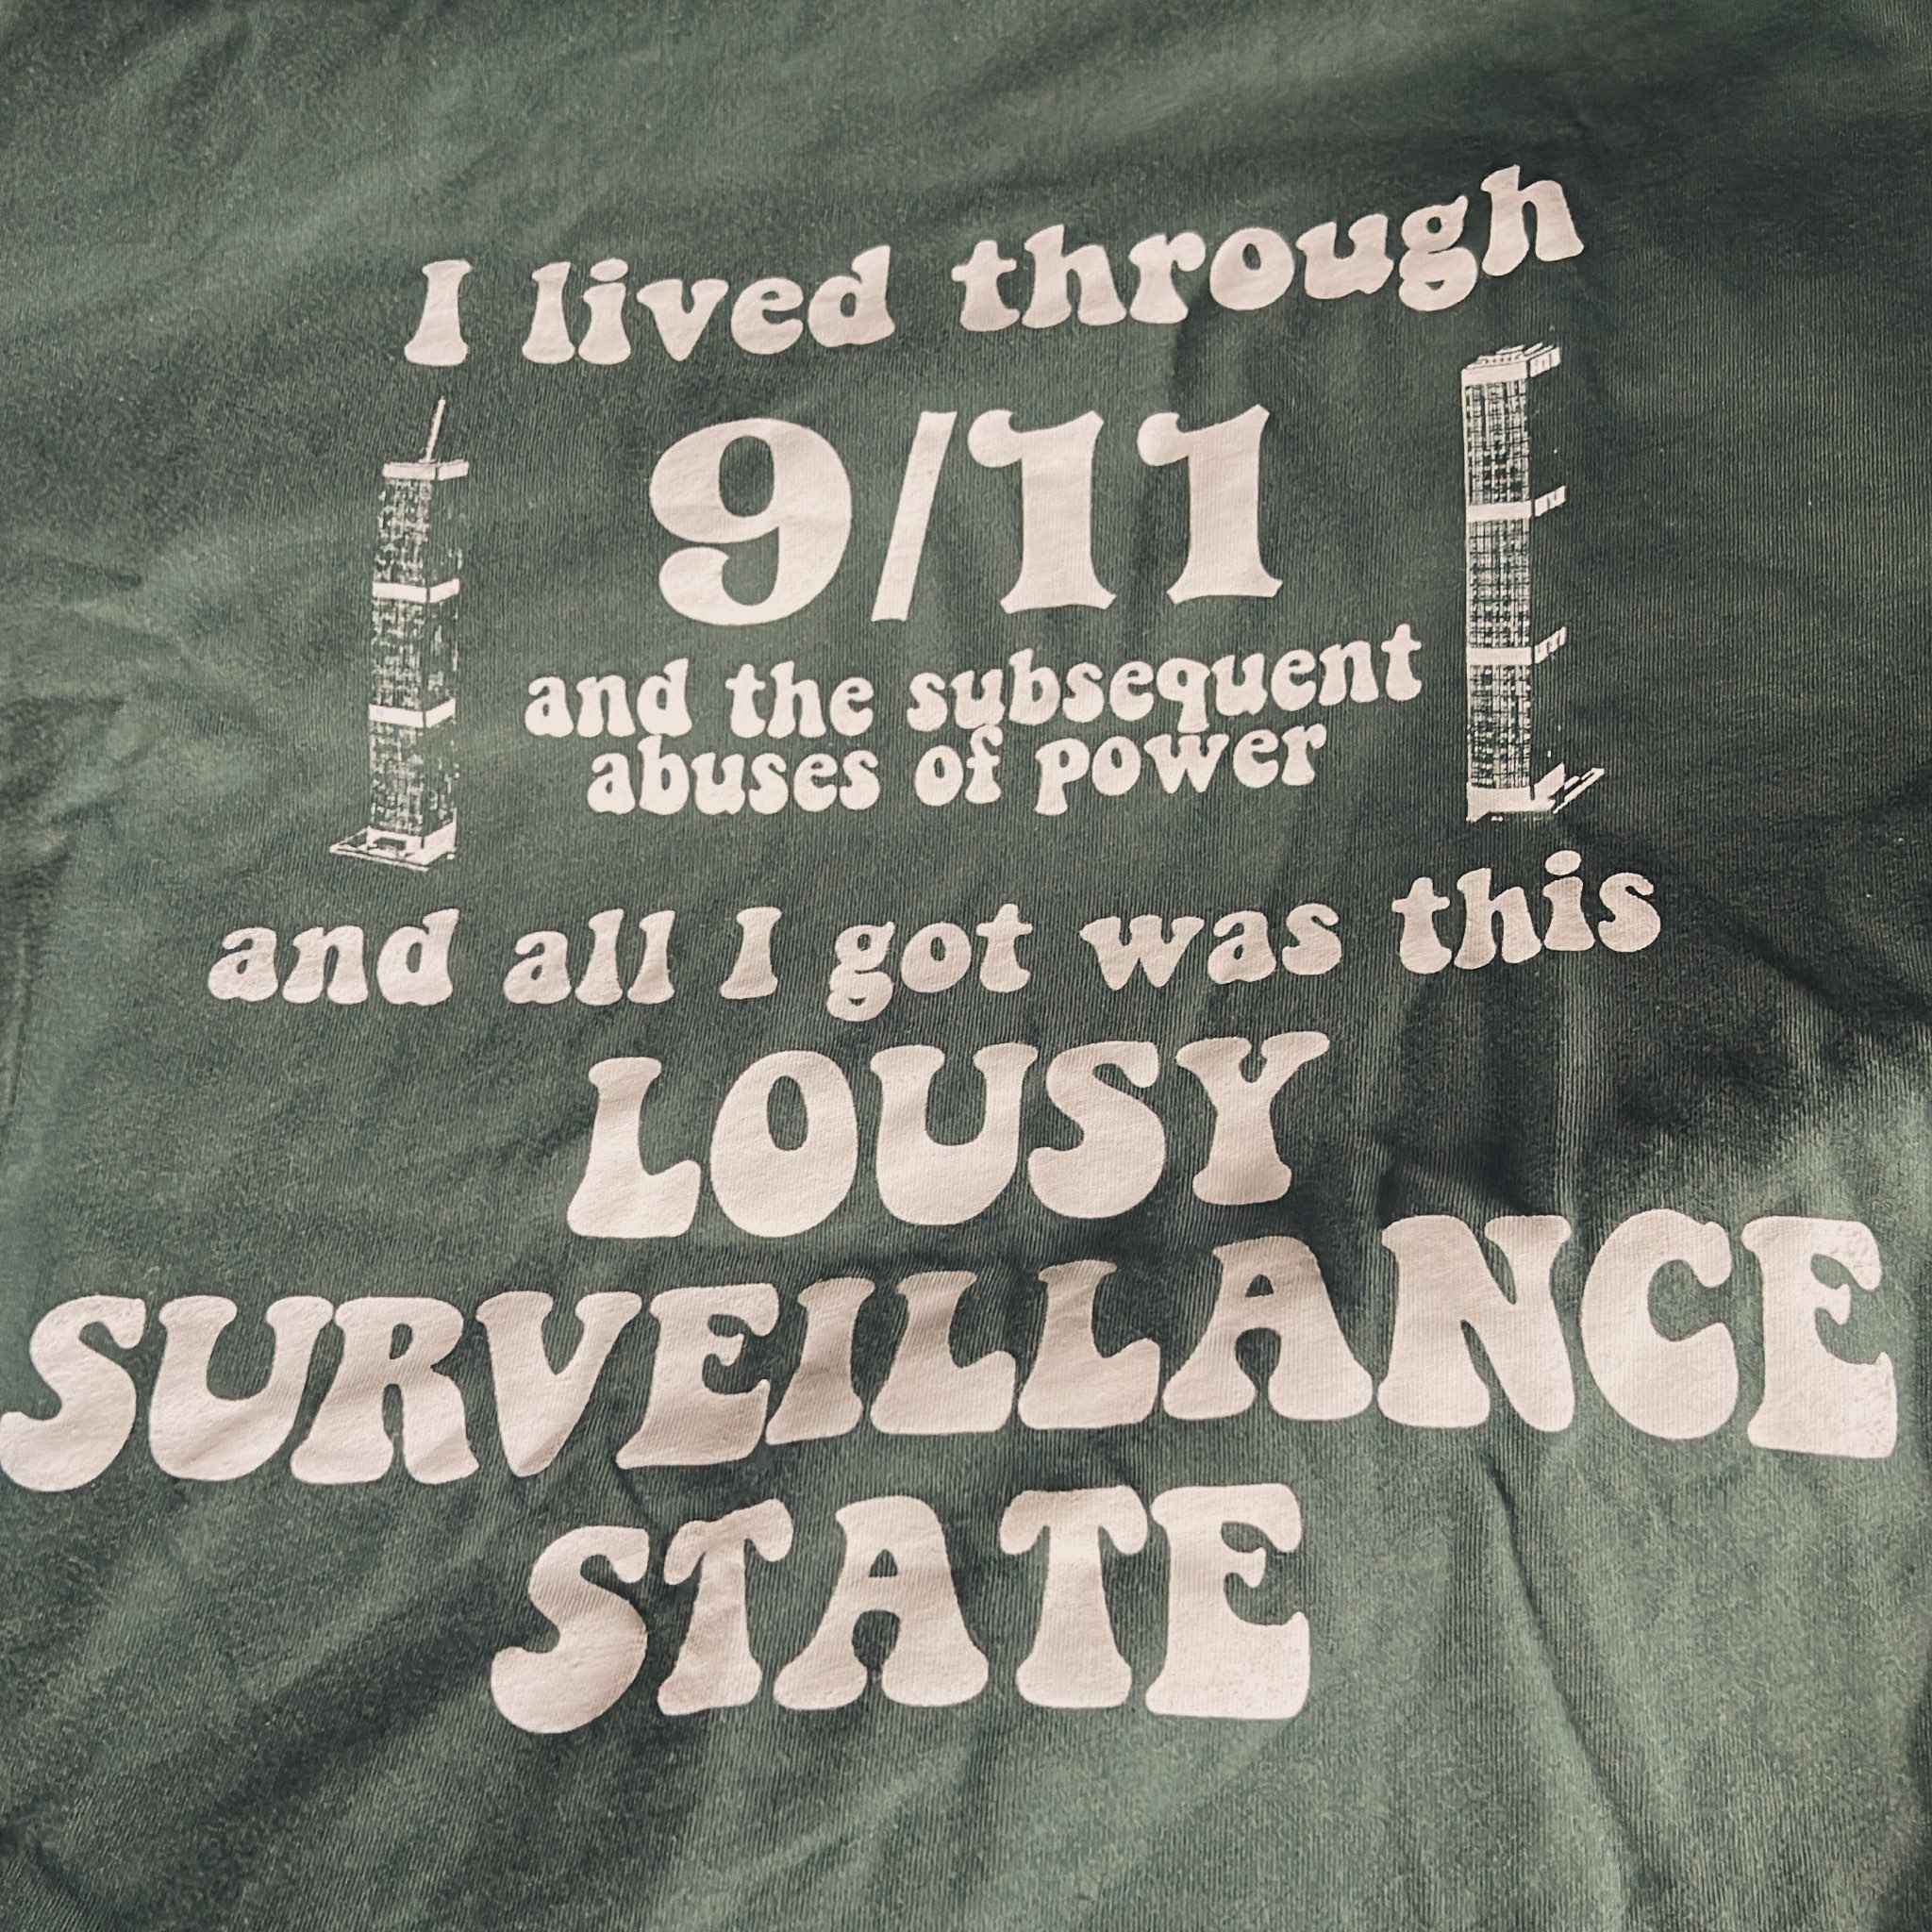 I lived through
9/11
and the subsequent
abuses of power
and all I got was this
LOUSY
SURVEILLANCE
STATE